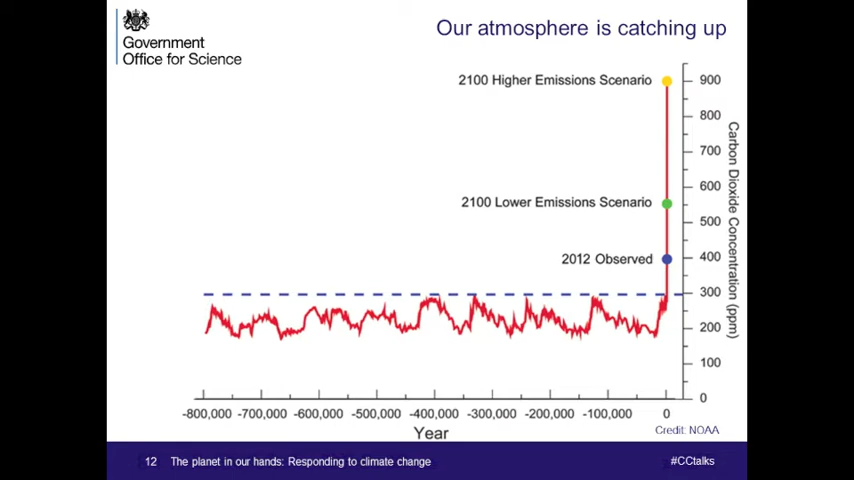 Our atmosphere is catching up
Government
Office for Science
2100 Higher Emissions Scenario
2100 Lower Emissions Scenario
2012 Observed
900
800
700
600
500
400
300
200
100
0
Carbon Dioxide Concentration (ppm)
-800,000 -700,000 -600,000 -500,000 -400,000 -300,000 -200,000 -100,000 0
Year
Credit: NOAA
12 The planet in our hands: Responding to climate change #CCtalks